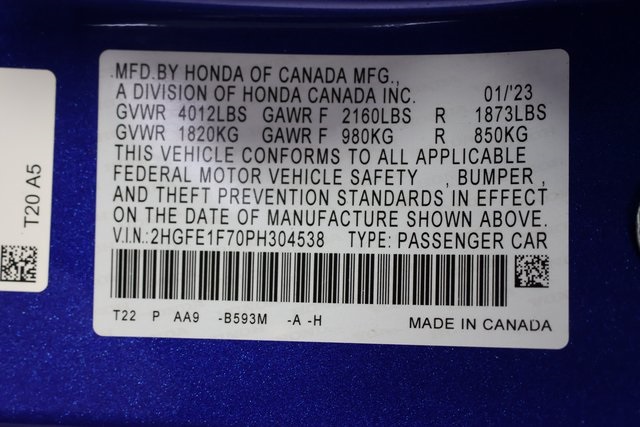 MFD.BY HONDA OF CANADA MFG.,
A DIVISION OF HONDA CANADA INC. 01/'23
GVWR 4012LBS GAWR F 2160LBS R 1873LBS
GVWR 1820KG GAWR F 980KG R 850KG
THIS VEHICLE CONFORMS TO ALL APPLICABLE
FEDERAL MOTOR VEHICLE SAFETY , BUMPER ,
AND THEFT PREVENTION STANDARDS IN EFFECT
ON THE DATE OF MANUFACTURE SHOWN ABOVE.
V.I.N.:2HGFE1F70PH304538 TYPE: PASSENGER CAR
T22 P AA9 -B593M -A -H
MADE IN CANADA
T20 A5